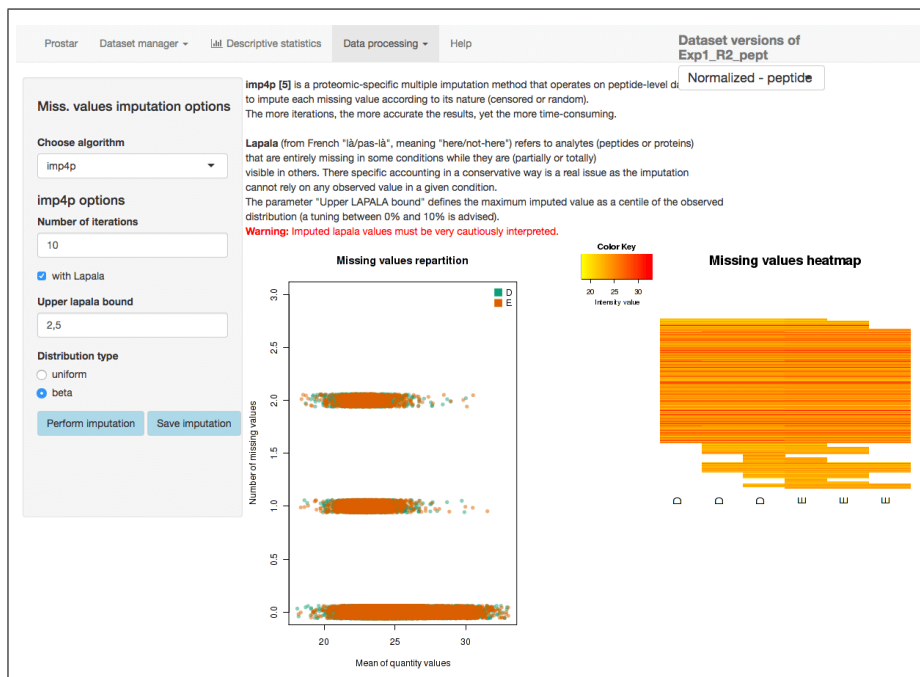 Prostar Dataset manager Descriptive statistics Data processing Help
Dataset versions of
Exp1_R2_pept
Normalized - peptide
Miss. values imputation options
Choose algorithm
imp4p
imp4p options
Number of iterations
10
with Lapala
Upper lapala bound
2,5
Distribution type
uniform
beta
Perform imputation Save imputation
imp4p [5] is a proteomic-specific multiple imputation method that operates on peptide-level
to impute each missing value according to its nature (censored or random).
The more iterations, the more accurate the results, yet the more time-consuming.
Lapala (from French "là/pas-là", meaning "here/not-here") refers to analytes (peptides or proteins)
that are entirely missing in some conditions while they are (partially or totally)
visible in others. There specific accounting in a conservative way is a real issue as the imputation
cannot rely on any observed value in a given condition.
The parameter "Upper LAPALA bound" defines the maximum imputed value as a centile of the observed
distribution (a tuning between 0% and 10% is advised).
Warning: Imputed lapala values must be very cautiously interpreted.
Missing values repartition
D
E
3.0
2.5
2.0
1.5
1.0
0.5
0.0
Number of missing values
20 25 30
Mean of quantity values
Color Key
20 25 30
Intensity value
Missing values heatmap
D D D E E E